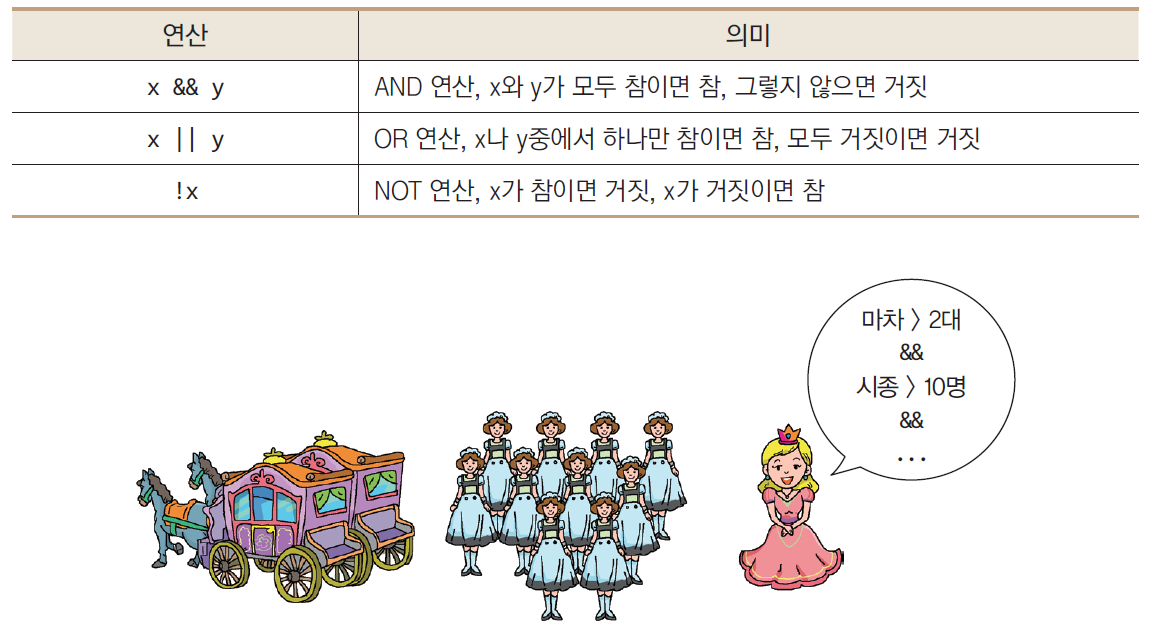 연산 의미
x && y AND 연산, x와 y가 모두 참이면 참, 그렇지 않으면 거짓
x || y OR 연산, x나 y중에서 하나만 참이면 참, 모두 거짓이면 거짓
!x NOT 연산, x가 참이면 거짓, x가 거짓이면 참
마차 > 2대
&&
시종 > 10명
&&
...